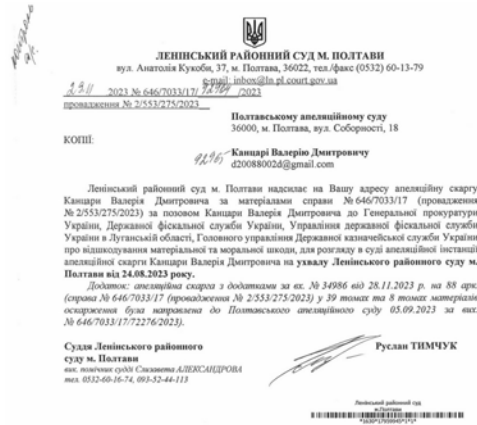 ЛЕНІНСЬКИЙ РАЙОННИЙ СУД М. ПОЛТАВИ
вул. Анатолія Кукоби, 37, м. Полтава, 36022, тел./факс (0532) 60-13-79
e-mail: inbox@ln.pl.court.gov.ua
2023 № 646/7033/17/ /2023
провадження № 2/553/275/2023
Полтавському апеляційному суду
36000, м. Полтава, вул. Соборності, 18
КОПІЇ:
92965 Канцарі Валерію Дмитровичу
d20088002d@gmail.com
Ленінський районний суд м. Полтави надсилає на Вашу адресу апеляційну скаргу
Канцари Валерія Дмитровича за матеріалами справи № 646/7033/17 (провадження
№ 2/553/275/2023) за позовом Канцари Валерія Дмитровича до Генеральної прокуратури
України, Державної фіскальної служби України, Управління державної фіскальної служби
України в Луганській області, Головного управління Державної казначейської служби України
про відшкодування матеріальної та моральної шкоди, для розгляду в суді апеляційної інстанції
апеляційної скарги Канцари Валерія Дмитровича на ухвалу Ленінського районного суду м.
Полтави від 24.08.2023 року.
Додаток: апеляційна скарга з додатками за вх. № 34986 від 28.11.2023 р. на 88 арк.
(справа № 646/7033/17 (провадження № 2/553/275/2023) у 39 томах та 8 томах матеріалів
оскарження була направлена до Полтавського апеляційного суду 05.09.2023 за вих.
№ 646/7033/17/72276/2023).
Суддя Ленінського районного
суду м. Полтави
Руслан ТИМЧУК
вик. помічник судді Єлизавета АЛЕКСАНДРОВА
тел. 0532-60-16-74, 093-52-44-113
Ленінський районний суд
м.Полтави
*1630*17959945*1*1*